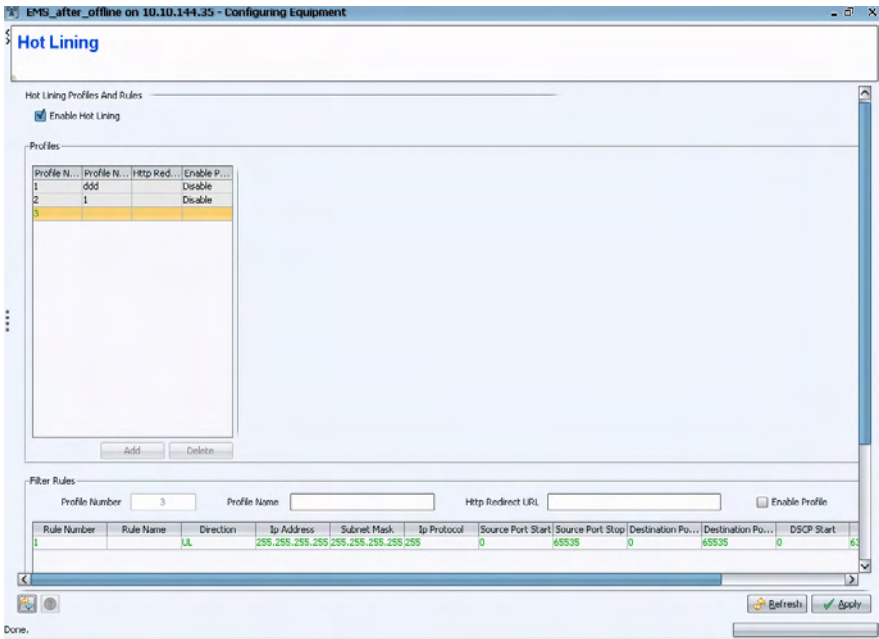 EMS_after_offline on 10.10.144.35 - Configuring Equipment
Hot Lining
Hot Lining Profiles And Rules
Enable Hot Lining
Profiles
Profile N... Profile N... Http Red... Enable P...
1 ddd Disable
2 1 Disable
3
Add Delete
Filter Rules
Profile Number 3 Profile Name Http Redirect URL Enable Profile
Rule Number Rule Name Direction Ip Address Subnet Mask Ip Protocol Source Port Start Source Port Stop Destination Po... Destination Po... DSCP Start
1 UL 255.255.255.255 255.255.255.255 255 0 65535 0 65535 0 63
Refresh Apply
Done.